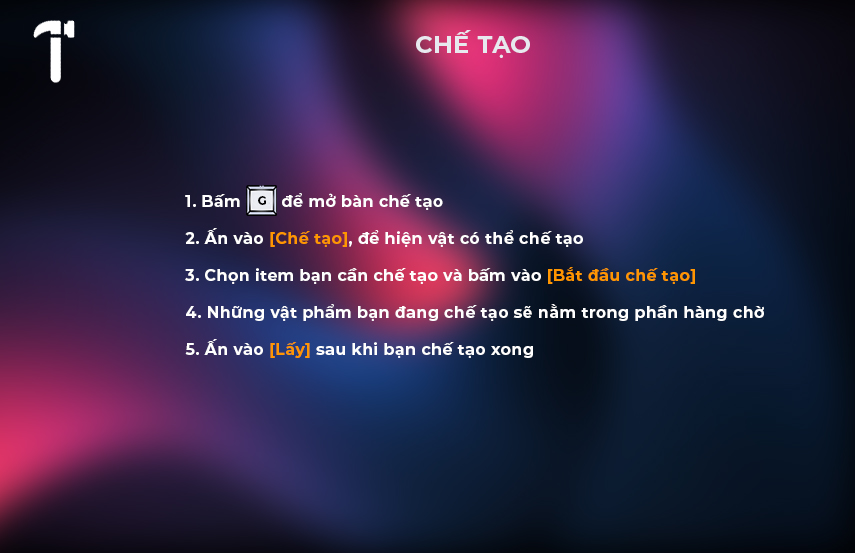 CHẾ TẠO
1. Bấm G để mở bàn chế tạo
2. Ấn vào [Chế tạo], để hiện vật có thể chế tạo
3. Chọn item bạn cần chế tạo và bấm vào [Bắt đầu chế tạo]
4. Những vật phẩm bạn đang chế tạo sẽ nằm trong phần hàng chờ
5. Ấn vào [Lấy] sau khi bạn chế tạo xong